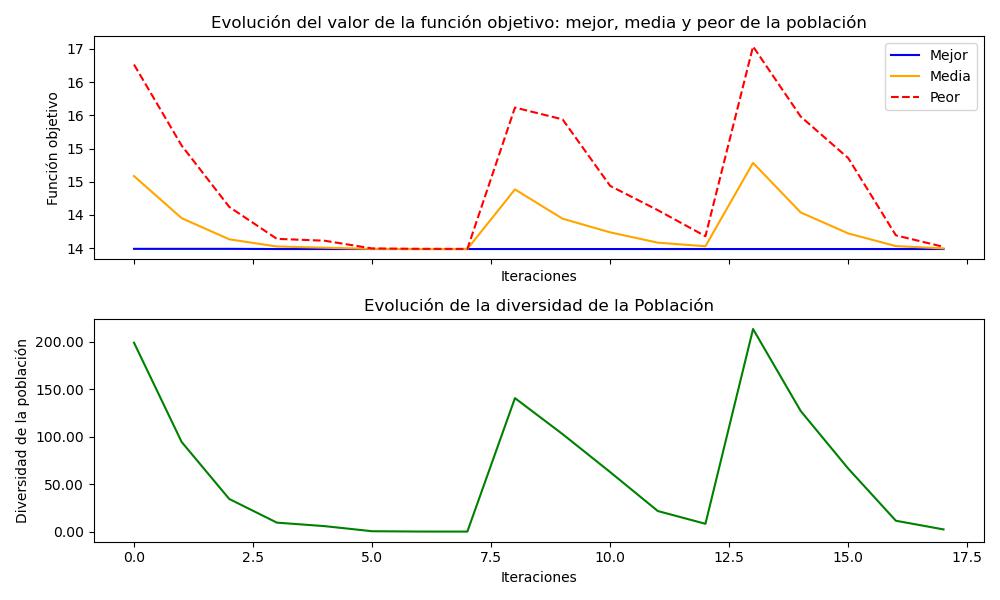 Evolución del valor de la función objetivo: mejor, media y peor de la población
17
16
16
15
15
14
14
Función objetivo
Mejor
Media
Peor
Iteraciones
Evolución de la diversidad de la Población
200.00
150.00
100.00
50.00
0.00
Diversidad de la población
0.0 2.5 5.0 7.5 10.0 12.5 15.0 17.5
Iteraciones